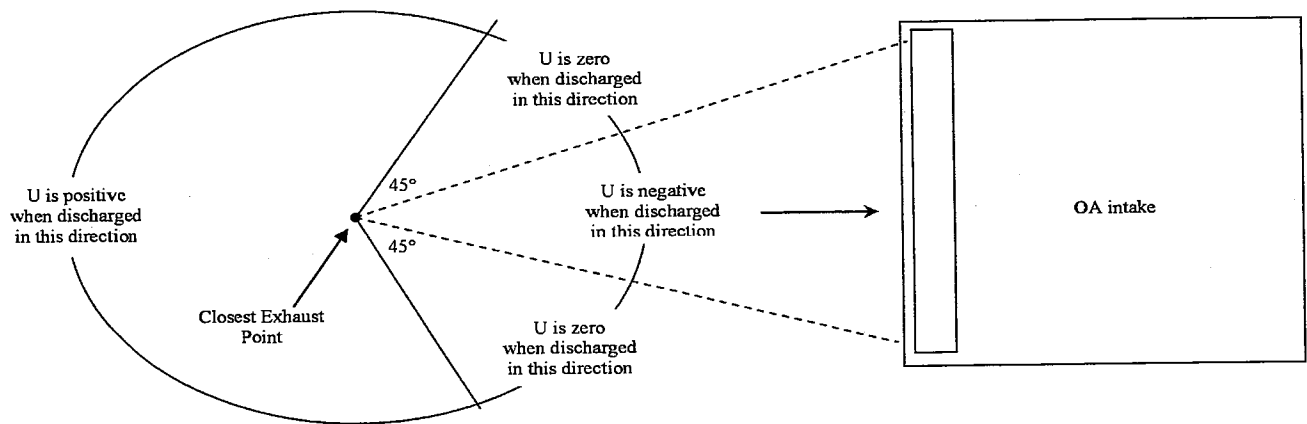 U is zero
when discharged
in this direction
45°
U is positive
when discharged
in this direction
U is negative
when discharged
in this direction
OA intake
45°
Closest Exhaust
Point
U is zero
when discharged
in this direction